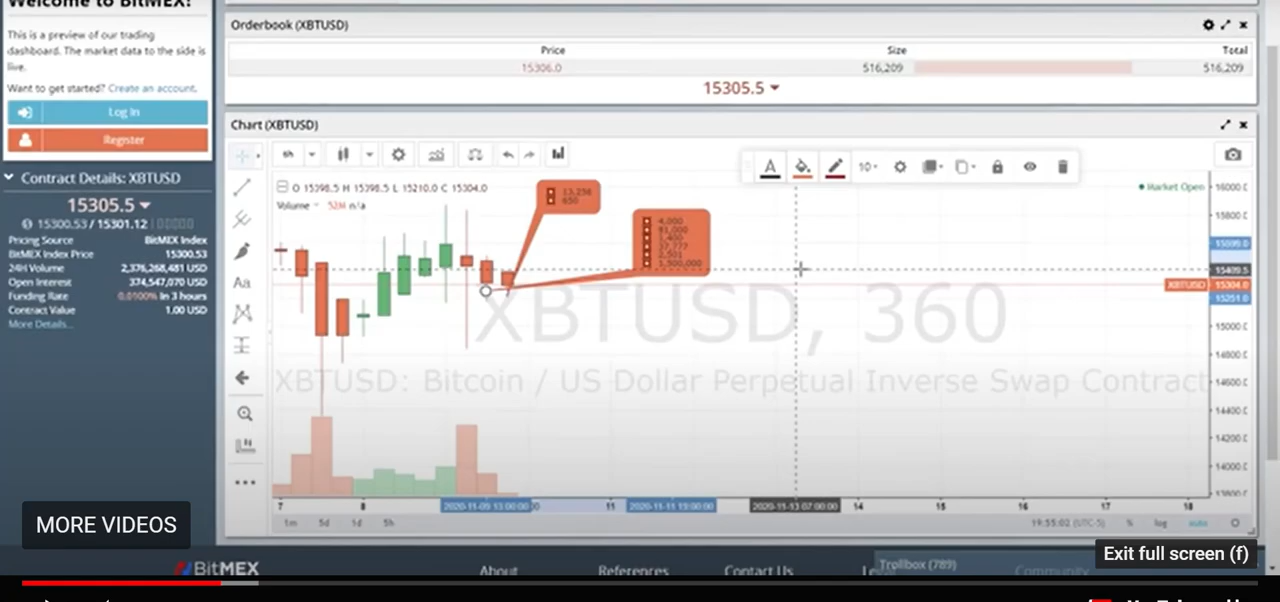 Welcome to BitMEX!
This is a preview of our trading
dashboard. The market data to the side is
live.
Want to get started? Create an account.
Log In
Register
Contract Details: XBTUSD
15305.5
15300.53 / 15301.12
Pricing Source BitMEX Index
BitMEX Index Price 15300.53
24H Volume 2,376,268,481 USD
Open Interest 374,547,070 USD
Funding Rate 0.0100% in 3 hours
Contract Value 1.00 USD
More Details...
Orderbook (XBTUSD)
Price Size Total
15306.0 516,209 516,209
15305.5
Chart (XBTUSD)
6h
10
O 15398.5 H 15398.5 L 15210.0 C 15304.0
Volume 52M n/a
Market Open
13,256
650
4,000
1,400
37,777
2,501
1,500,000
XBTUSD, 360
XBTUSD: Bitcoin / US Dollar Perpetual Inverse Swap Contract
16000.0
15800.0
15599.0
15409.5
XBTUSD 15304.0
15251.0
15000.0
14800.0
14600.0
14400.0
14200.0
14000.0
13800.0
7 8 2020-11-09 13:00:00 11 2020-11-11 19:00:00 2020-11-13 07:00:00 14 15 16 17 18
1m 5d 1d 5h
19:55:02 (UTC-5) % log auto
MORE VIDEOS
Exit full screen (f)
BitMEX
About References Contact Us Trollbox (789) Community